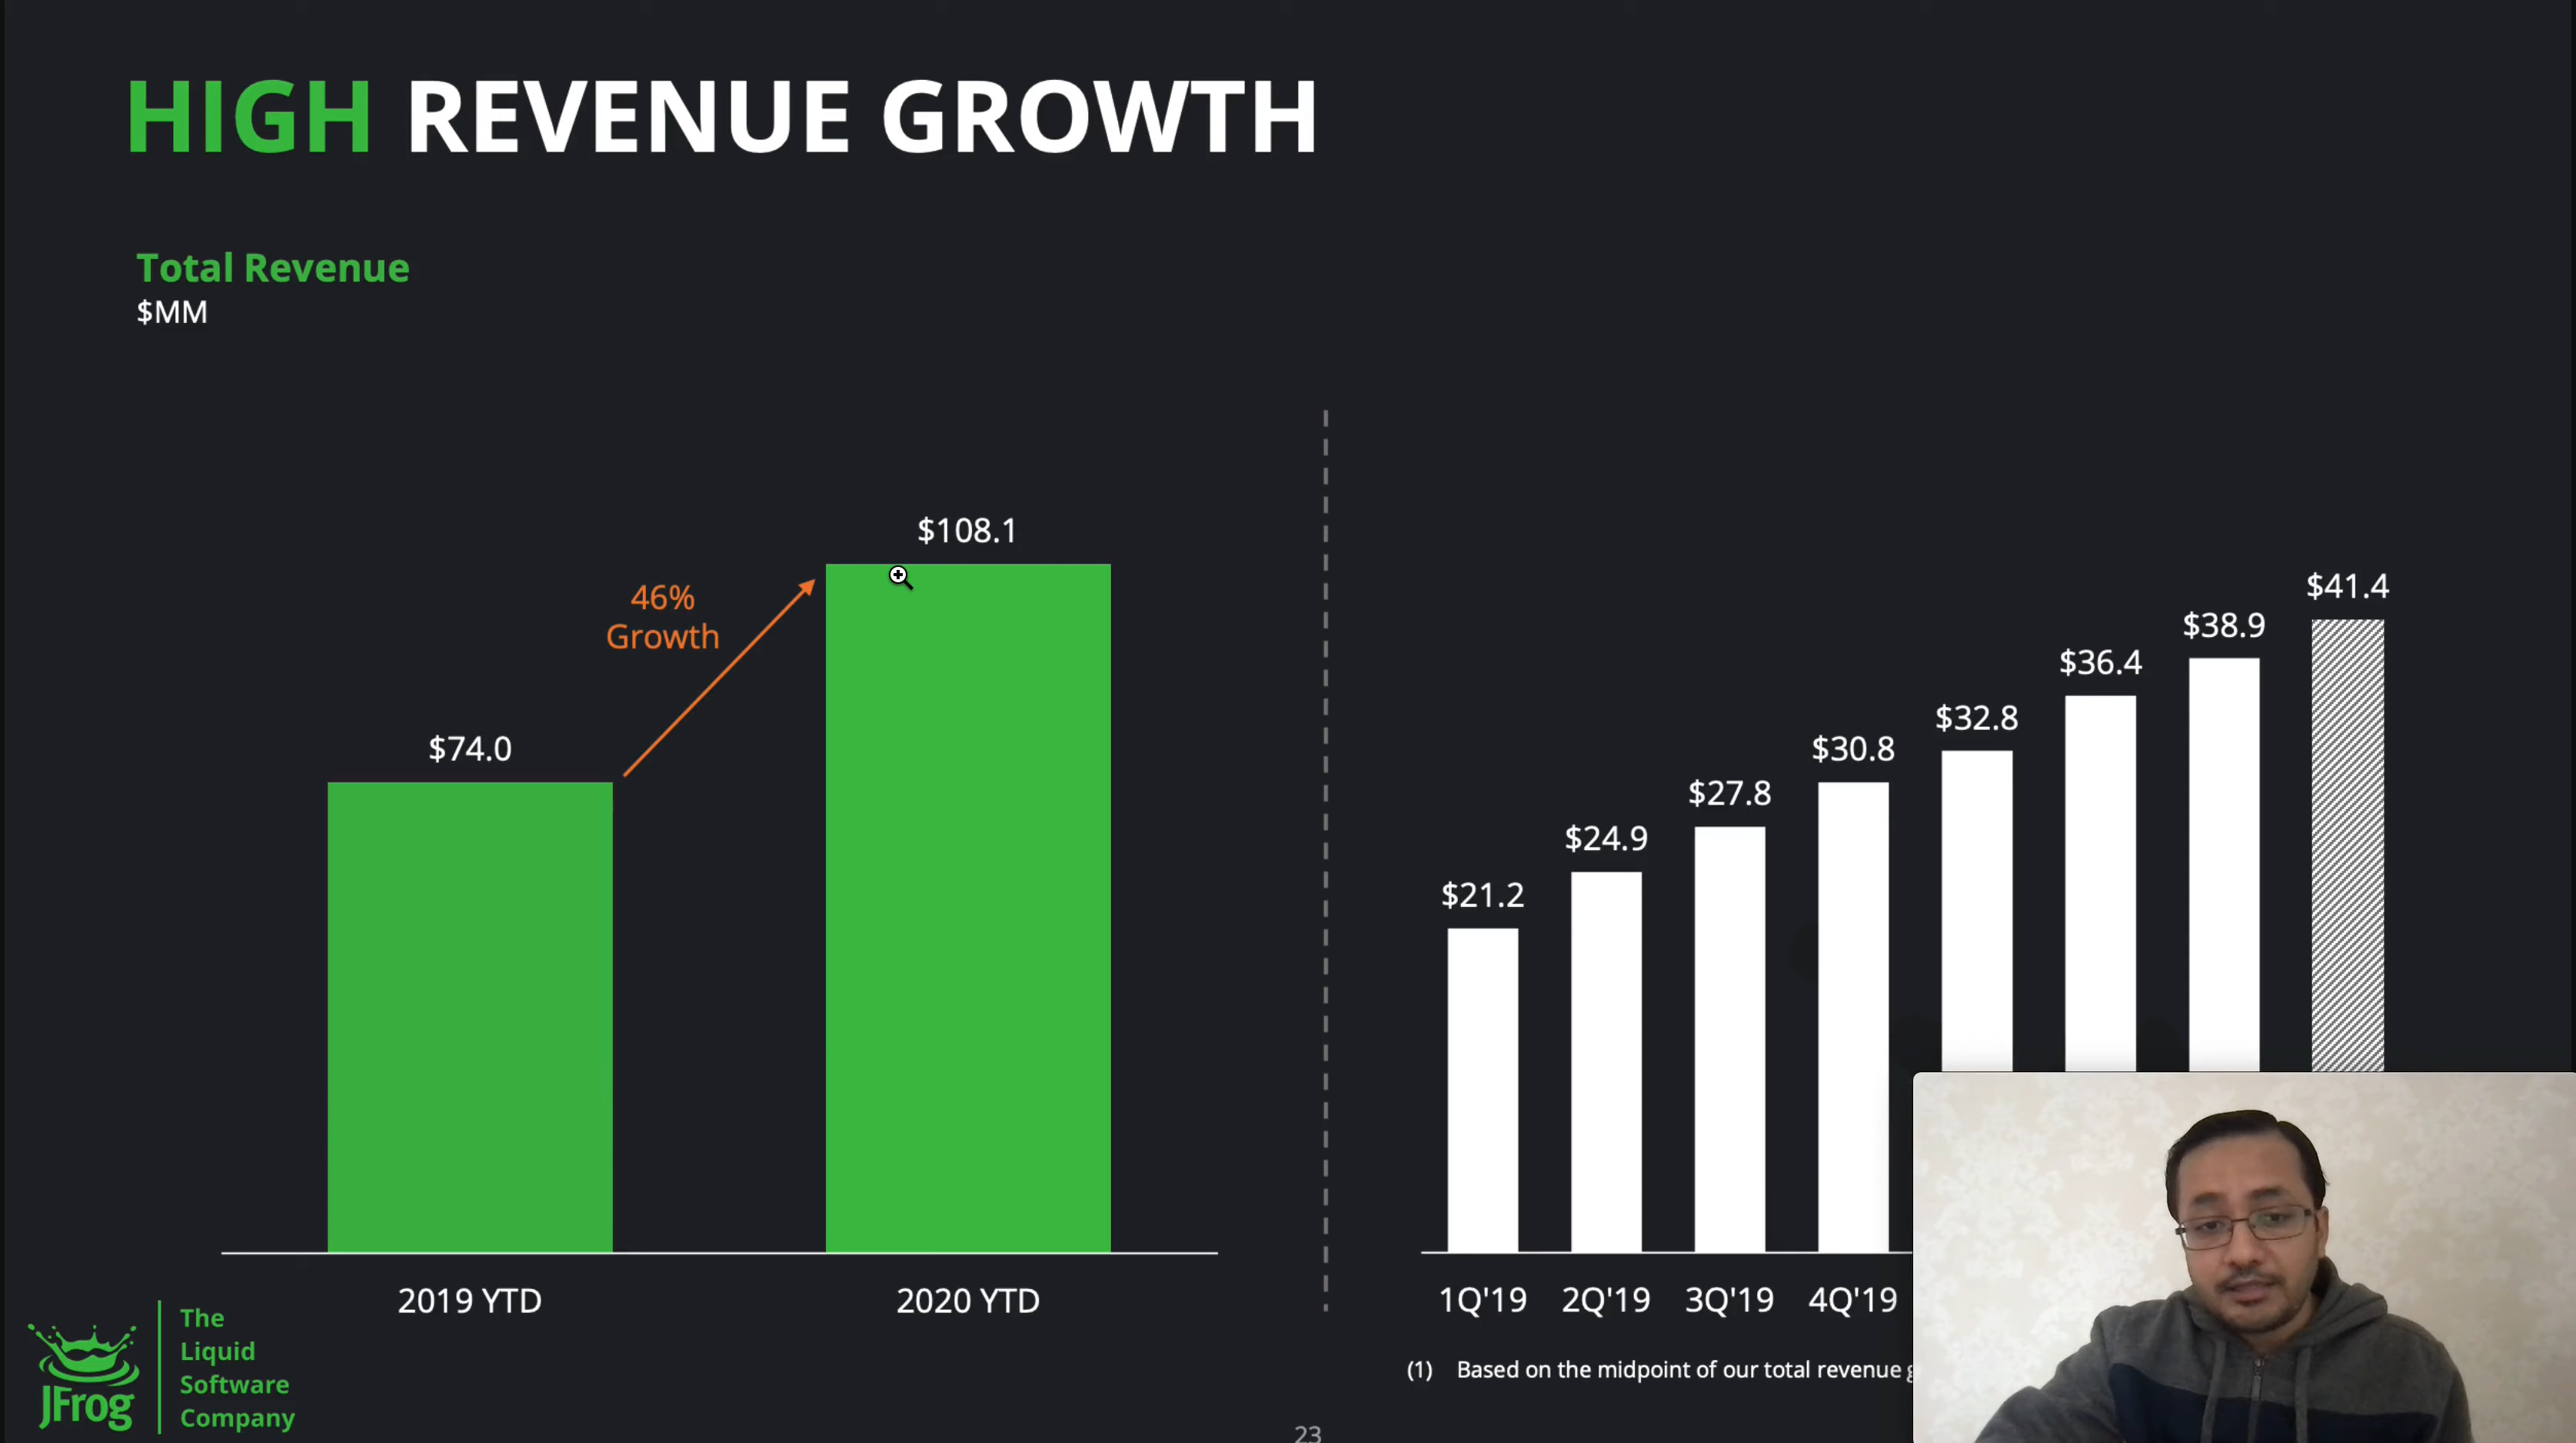 HIGH REVENUE GROWTH
Total Revenue
$MM
$108.1
46%
Growth
$74.0
2019 YTD
2020 YTD
$41.4
$38.9
$36.4
$32.8
$30.8
$27.8
$24.9
$21.2
1Q'19
2Q'19
3Q'19
4Q'19
(1) Based on the midpoint of our total revenue
The
Liquid
Software
Company
JFrog
23